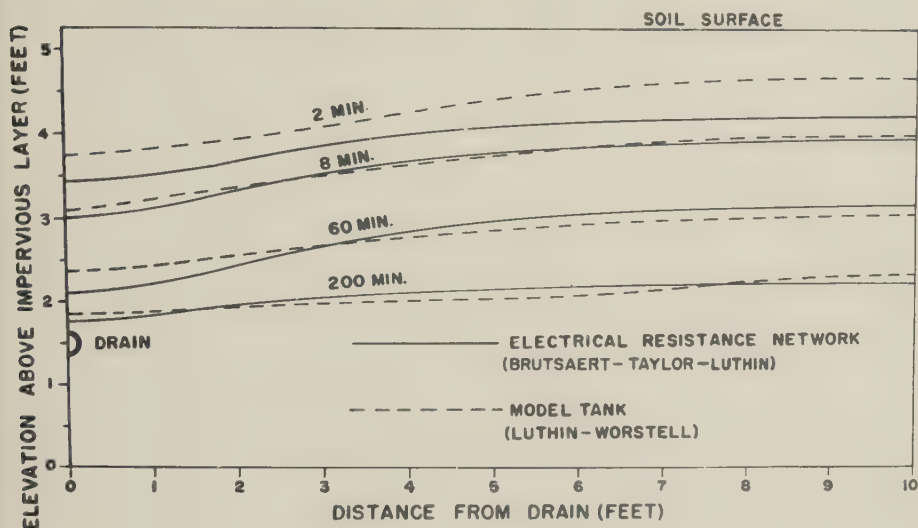 SOIL SURFACE
ELEVATION ABOVE IMPERVIOUS LAYER (FEET)
5
4
3
2
1
0
2 MIN.
8 MIN.
60 MIN.
200 MIN.
DRAIN
ELECTRICAL RESISTANCE NETWORK
(BRUTSAERT-TAYLOR-LUTHIN)
MODEL TANK
(LUTHIN-WORSTELL)
0 1 2 3 4 5 6 7 8 9 10
DISTANCE FROM DRAIN (FEET)